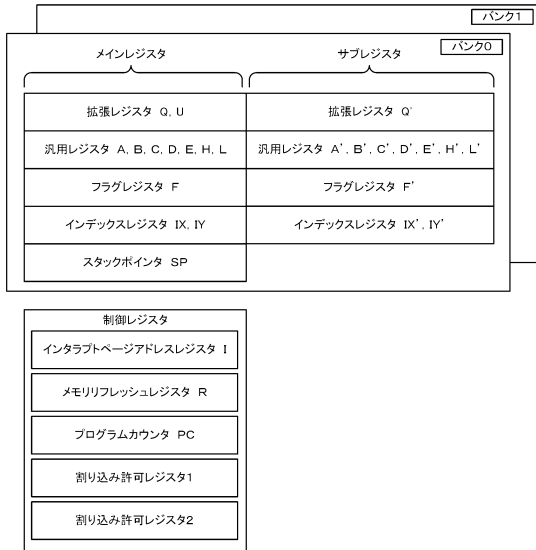 バンク1
バンク0
メインレジスタ
サブレジスタ
拡張レジスタ Q, U
拡張レジスタ Q'
汎用レジスタ A, B, C, D, E, H, L
汎用レジスタ A', B', C', D', E', H', L'
フラグレジスタ F
フラグレジスタ F'
インデックスレジスタ IX, IY
インデックスレジスタ IX', IY'
スタックポインタ SP
制御レジスタ
インタラプトページアドレスレジスタ I
メモリリフレッシュレジスタ R
プログラムカウンタ PC
割り込み許可レジスタ1
割り込み許可レジスタ2